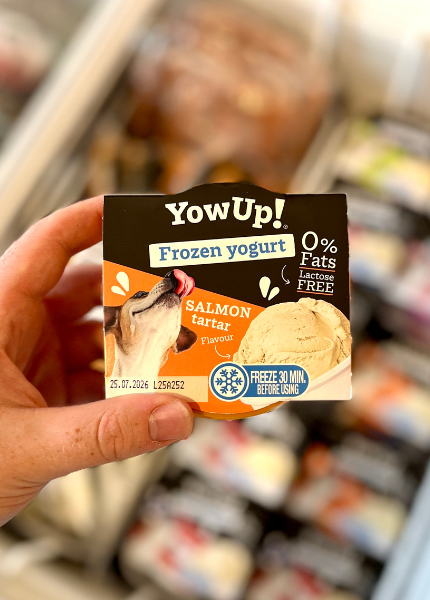 YowUp!®
Frozen yogurt
0%
Fats
Lactose
FREE
SALMON
tartar
Flavour
25.07.2026 L25A252
FREEZE 30 MIN.
BEFORE USING